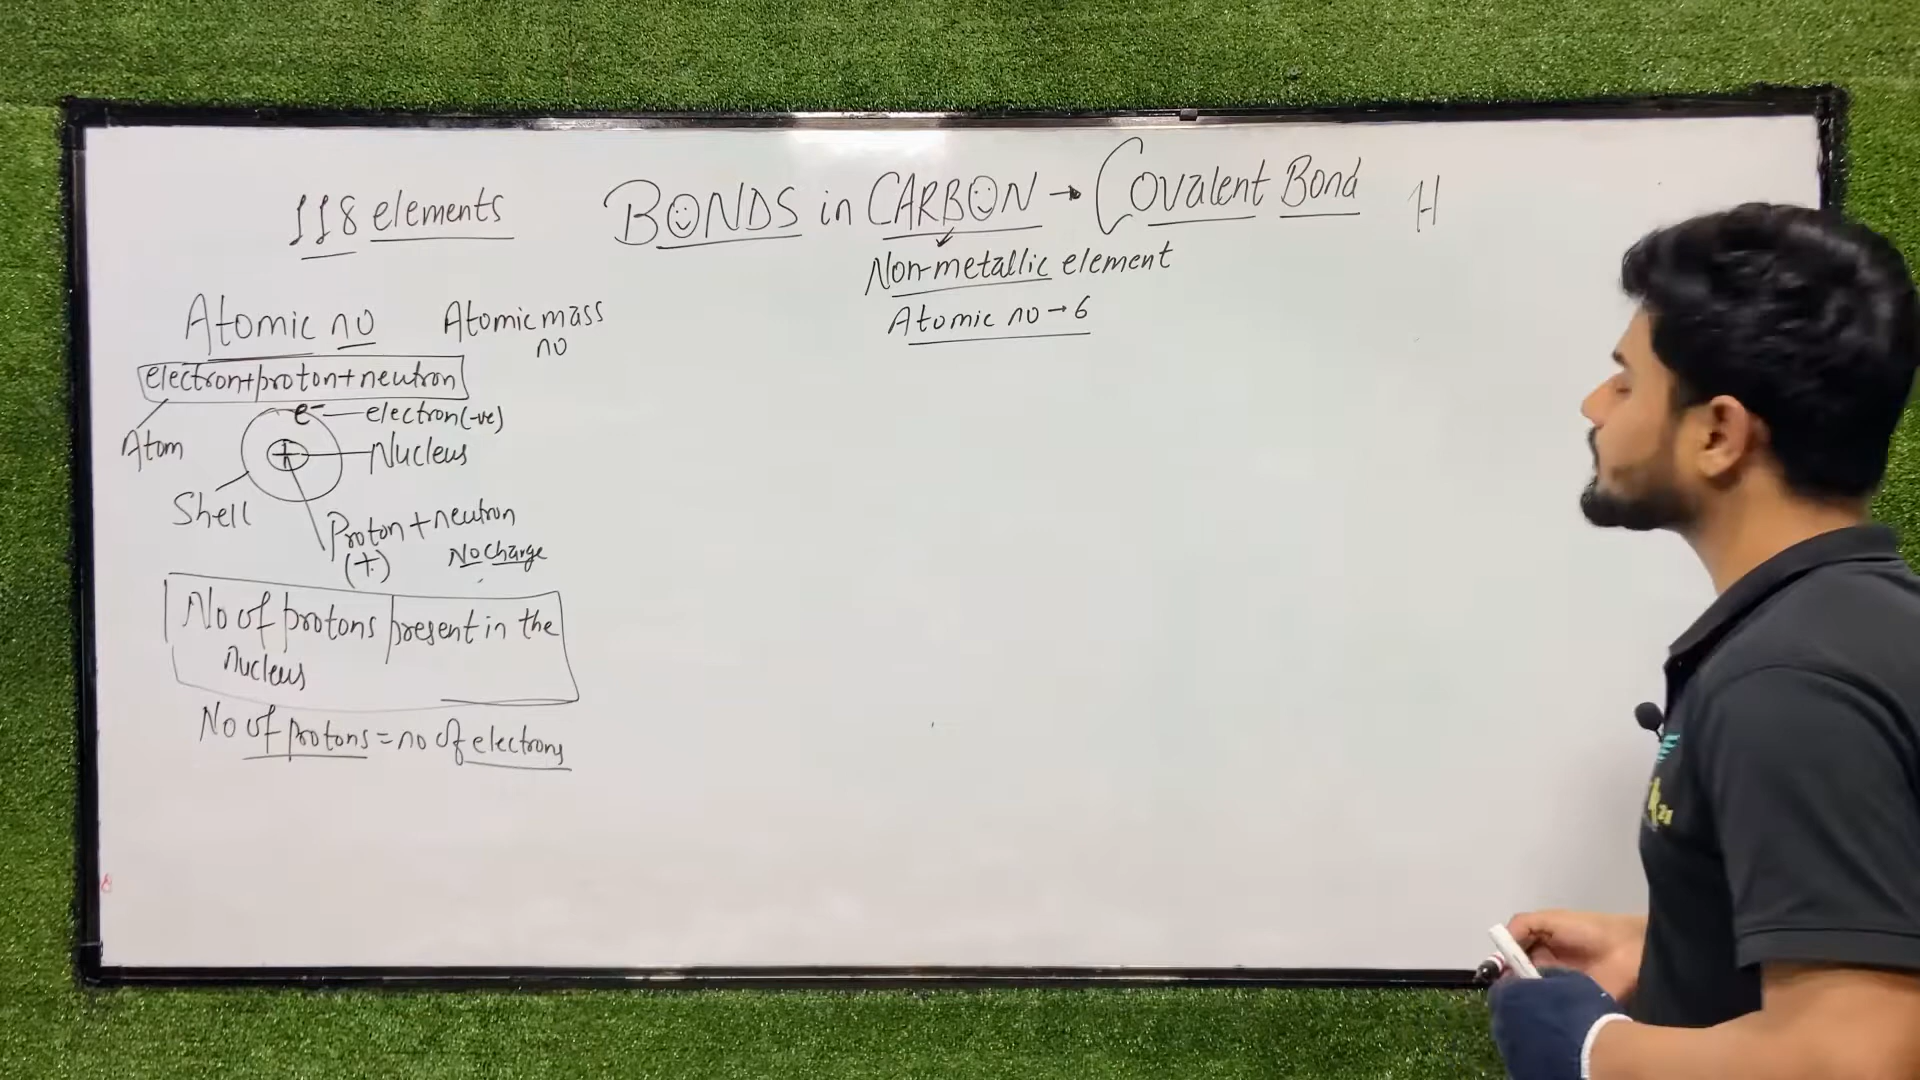 118 elements
BONDS in CARBON → Covalent Bond H
Non-metallic element
Atomic no → 6
Atomic no
Atomic mass
no
electron+proton+neutron
Atom
e⁻
electron(-ve)
+
Nucleus
Shell
Proton + neutron
(+)
No charge
No of protons present in the
nucleus
No of protons = no of electrons
8
21